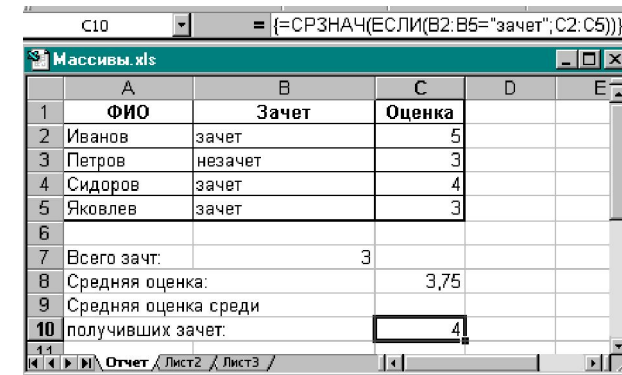 C10 = {=СРЗНАЧ(ЕСЛИ(B2:B5="зачет";C2:C5))}
Массивы.xls
A B C D E
1 ФИО Зачет Оценка
2 Иванов зачет 5
3 Петров незачет 3
4 Сидоров зачет 4
5 Яковлев зачет 3
6
7 Всего зачт: 3
8 Средняя оценка: 3,75
9 Средняя оценка среди
10 получивших зачет: 4
11
Отчет Лист2 Лист3